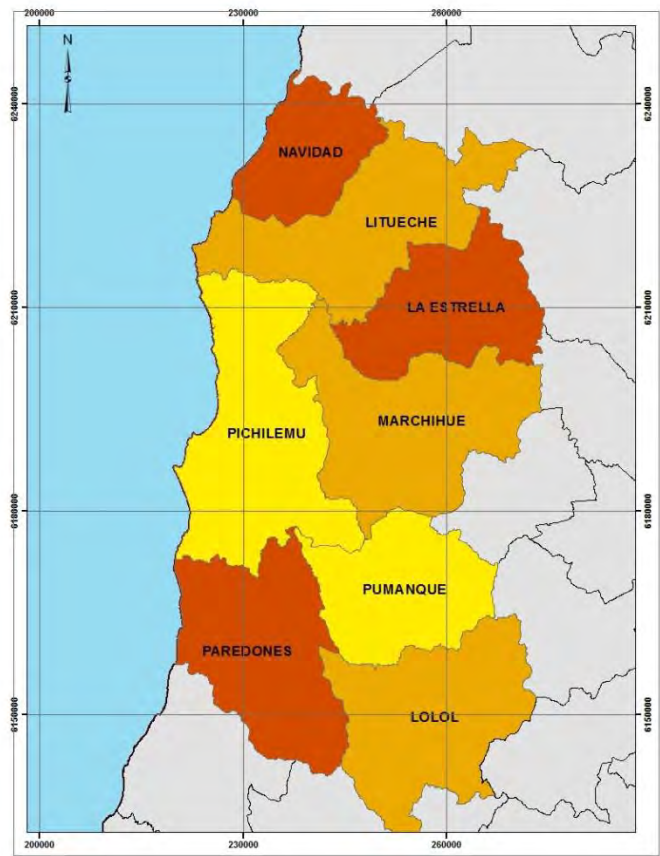 200000 230000 260000
N
S
6240000 6240000
NAVIDAD
LITUECHE
6210000 6210000
LA ESTRELLA
MARCHIHUE
PICHILEMU
6180000 6180000
PUMANQUE
PAREDONES
6150000 6150000
LOLOL
200000 230000 260000